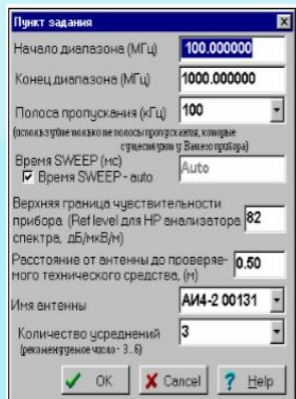 Пункт задания
Начало диапазона (МГц) 100.000000
Конец диапазона (МГц) 1000.000000
Полоса пропускания (кГц) 100
(используйте только те полосы пропускания, которые
существуют у Вашего прибора)
Время SWEEP (мс) Auto
Время SWEEP - auto
Верхняя граница чувствительности
прибора (Ref level для HP анализатора 82
спектра, дБ/мкВ/м)
Расстояние от антенны до проверяе-
мого технического средства, (м) 0.50
Имя антенны АИ4-2 00131
Количество усреднений 3
(рекомендуемое число - 3..6)
OK Cancel ? Help